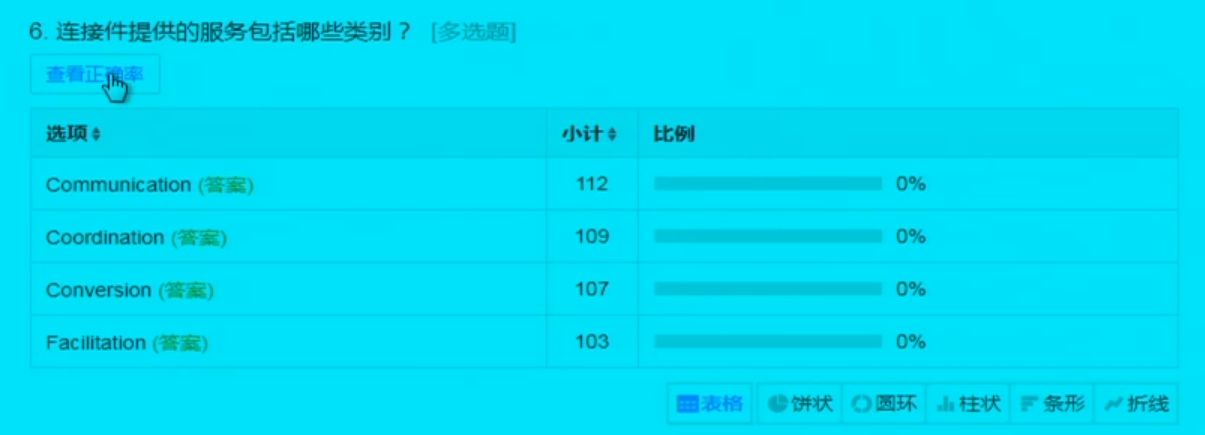 6. 连接件提供的服务包括哪些类别？ [多选题]
查看正确率
选项 小计 比例
Communication (答案) 112 0%
Coordination (答案) 109 0%
Conversion (答案) 107 0%
Facilitation (答案) 103 0%
表格 饼状 圆环 柱状 条形 折线